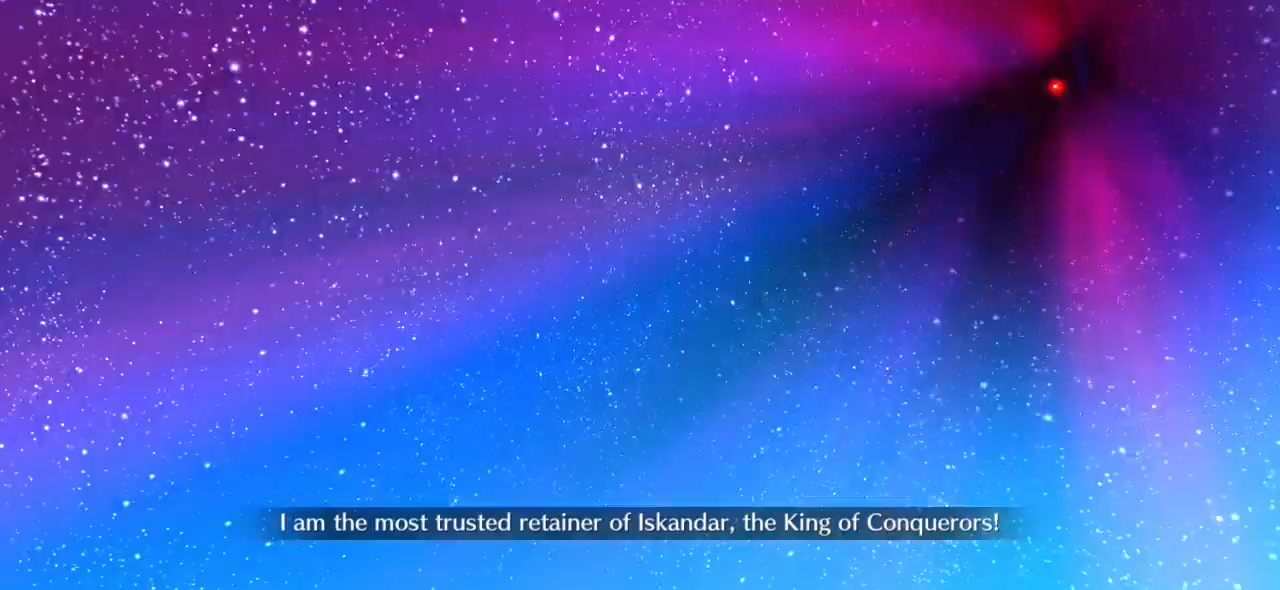 I am the most trusted retainer of Iskandar, the King of Conquerors!